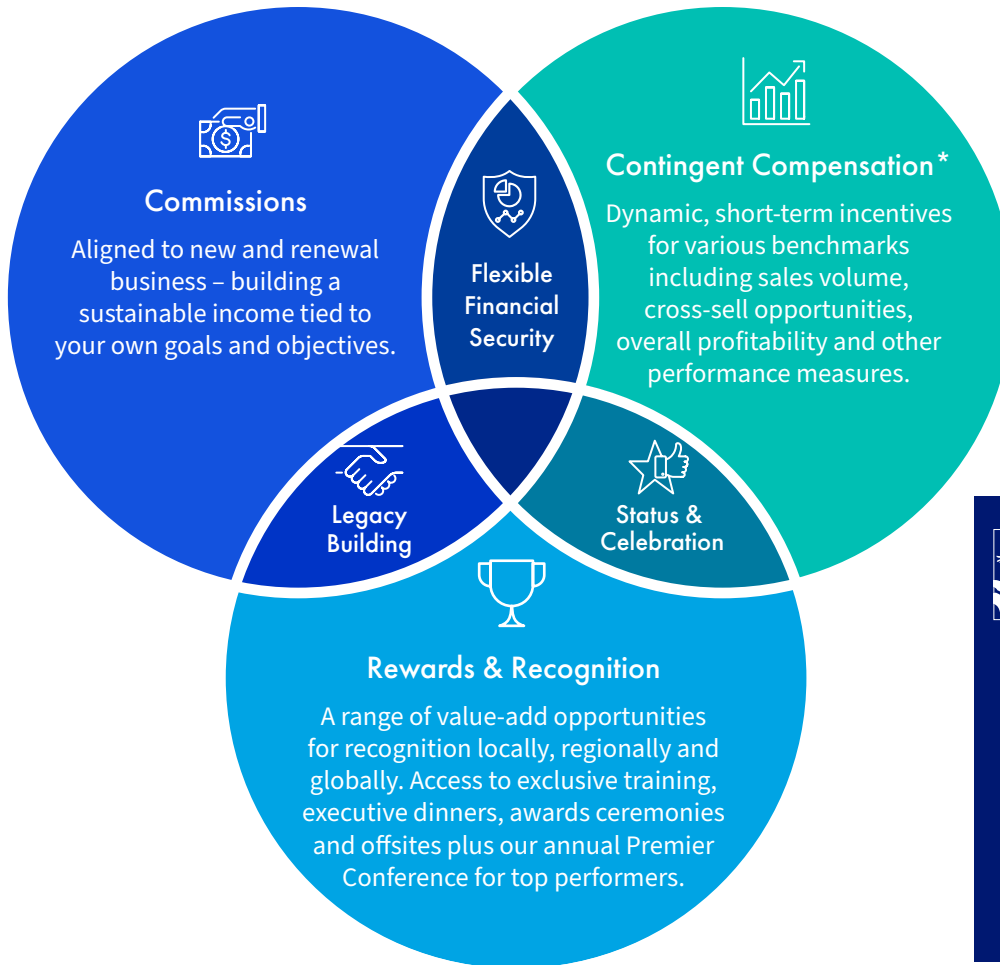 Commissions
Aligned to new and renewal
business – building a
sustainable income tied to
your own goals and objectives.
Flexible
Financial
Security
Contingent Compensation*
Dynamic, short-term incentives
for various benchmarks
including sales volume,
cross-sell opportunities,
overall profitability and other
performance measures.
Legacy
Building
Status &
Celebration
Rewards & Recognition
A range of value-add opportunities
for recognition locally, regionally and
globally. Access to exclusive training,
executive dinners, awards ceremonies
and offsites plus our annual Premier
Conference for top performers.